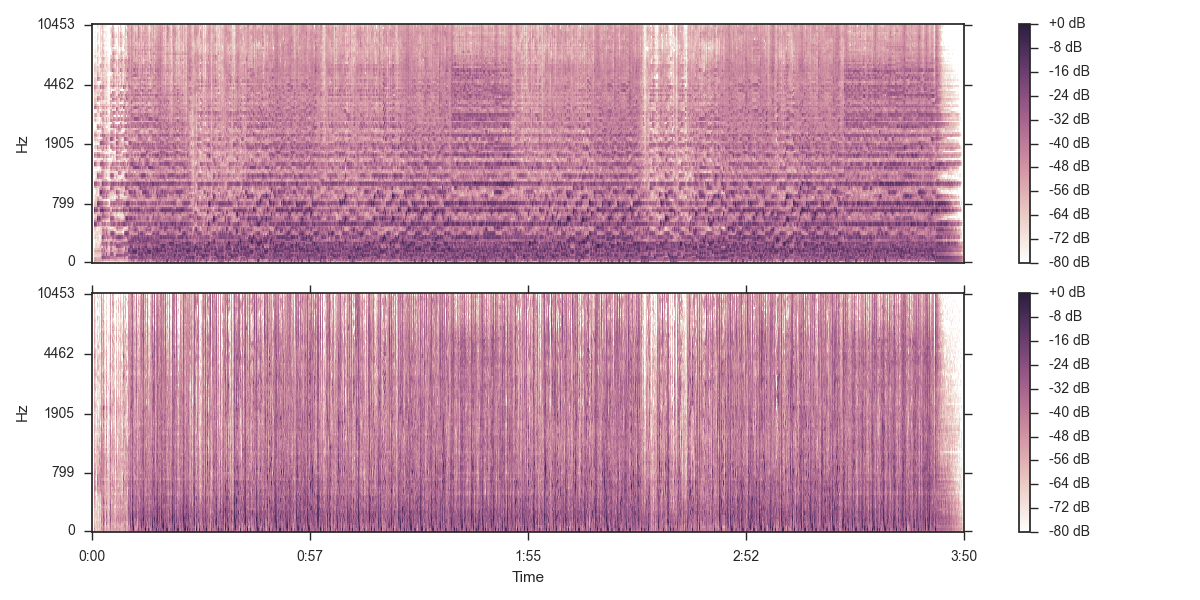 10453
4462
1905
799
0
Hz
+0 dB
-8 dB
-16 dB
-24 dB
-32 dB
-40 dB
-48 dB
-56 dB
-64 dB
-72 dB
-80 dB
10453
4462
1905
799
0
Hz
0:00 0:57 1:55 2:52 3:50
Time
+0 dB
-8 dB
-16 dB
-24 dB
-32 dB
-40 dB
-48 dB
-56 dB
-64 dB
-72 dB
-80 dB